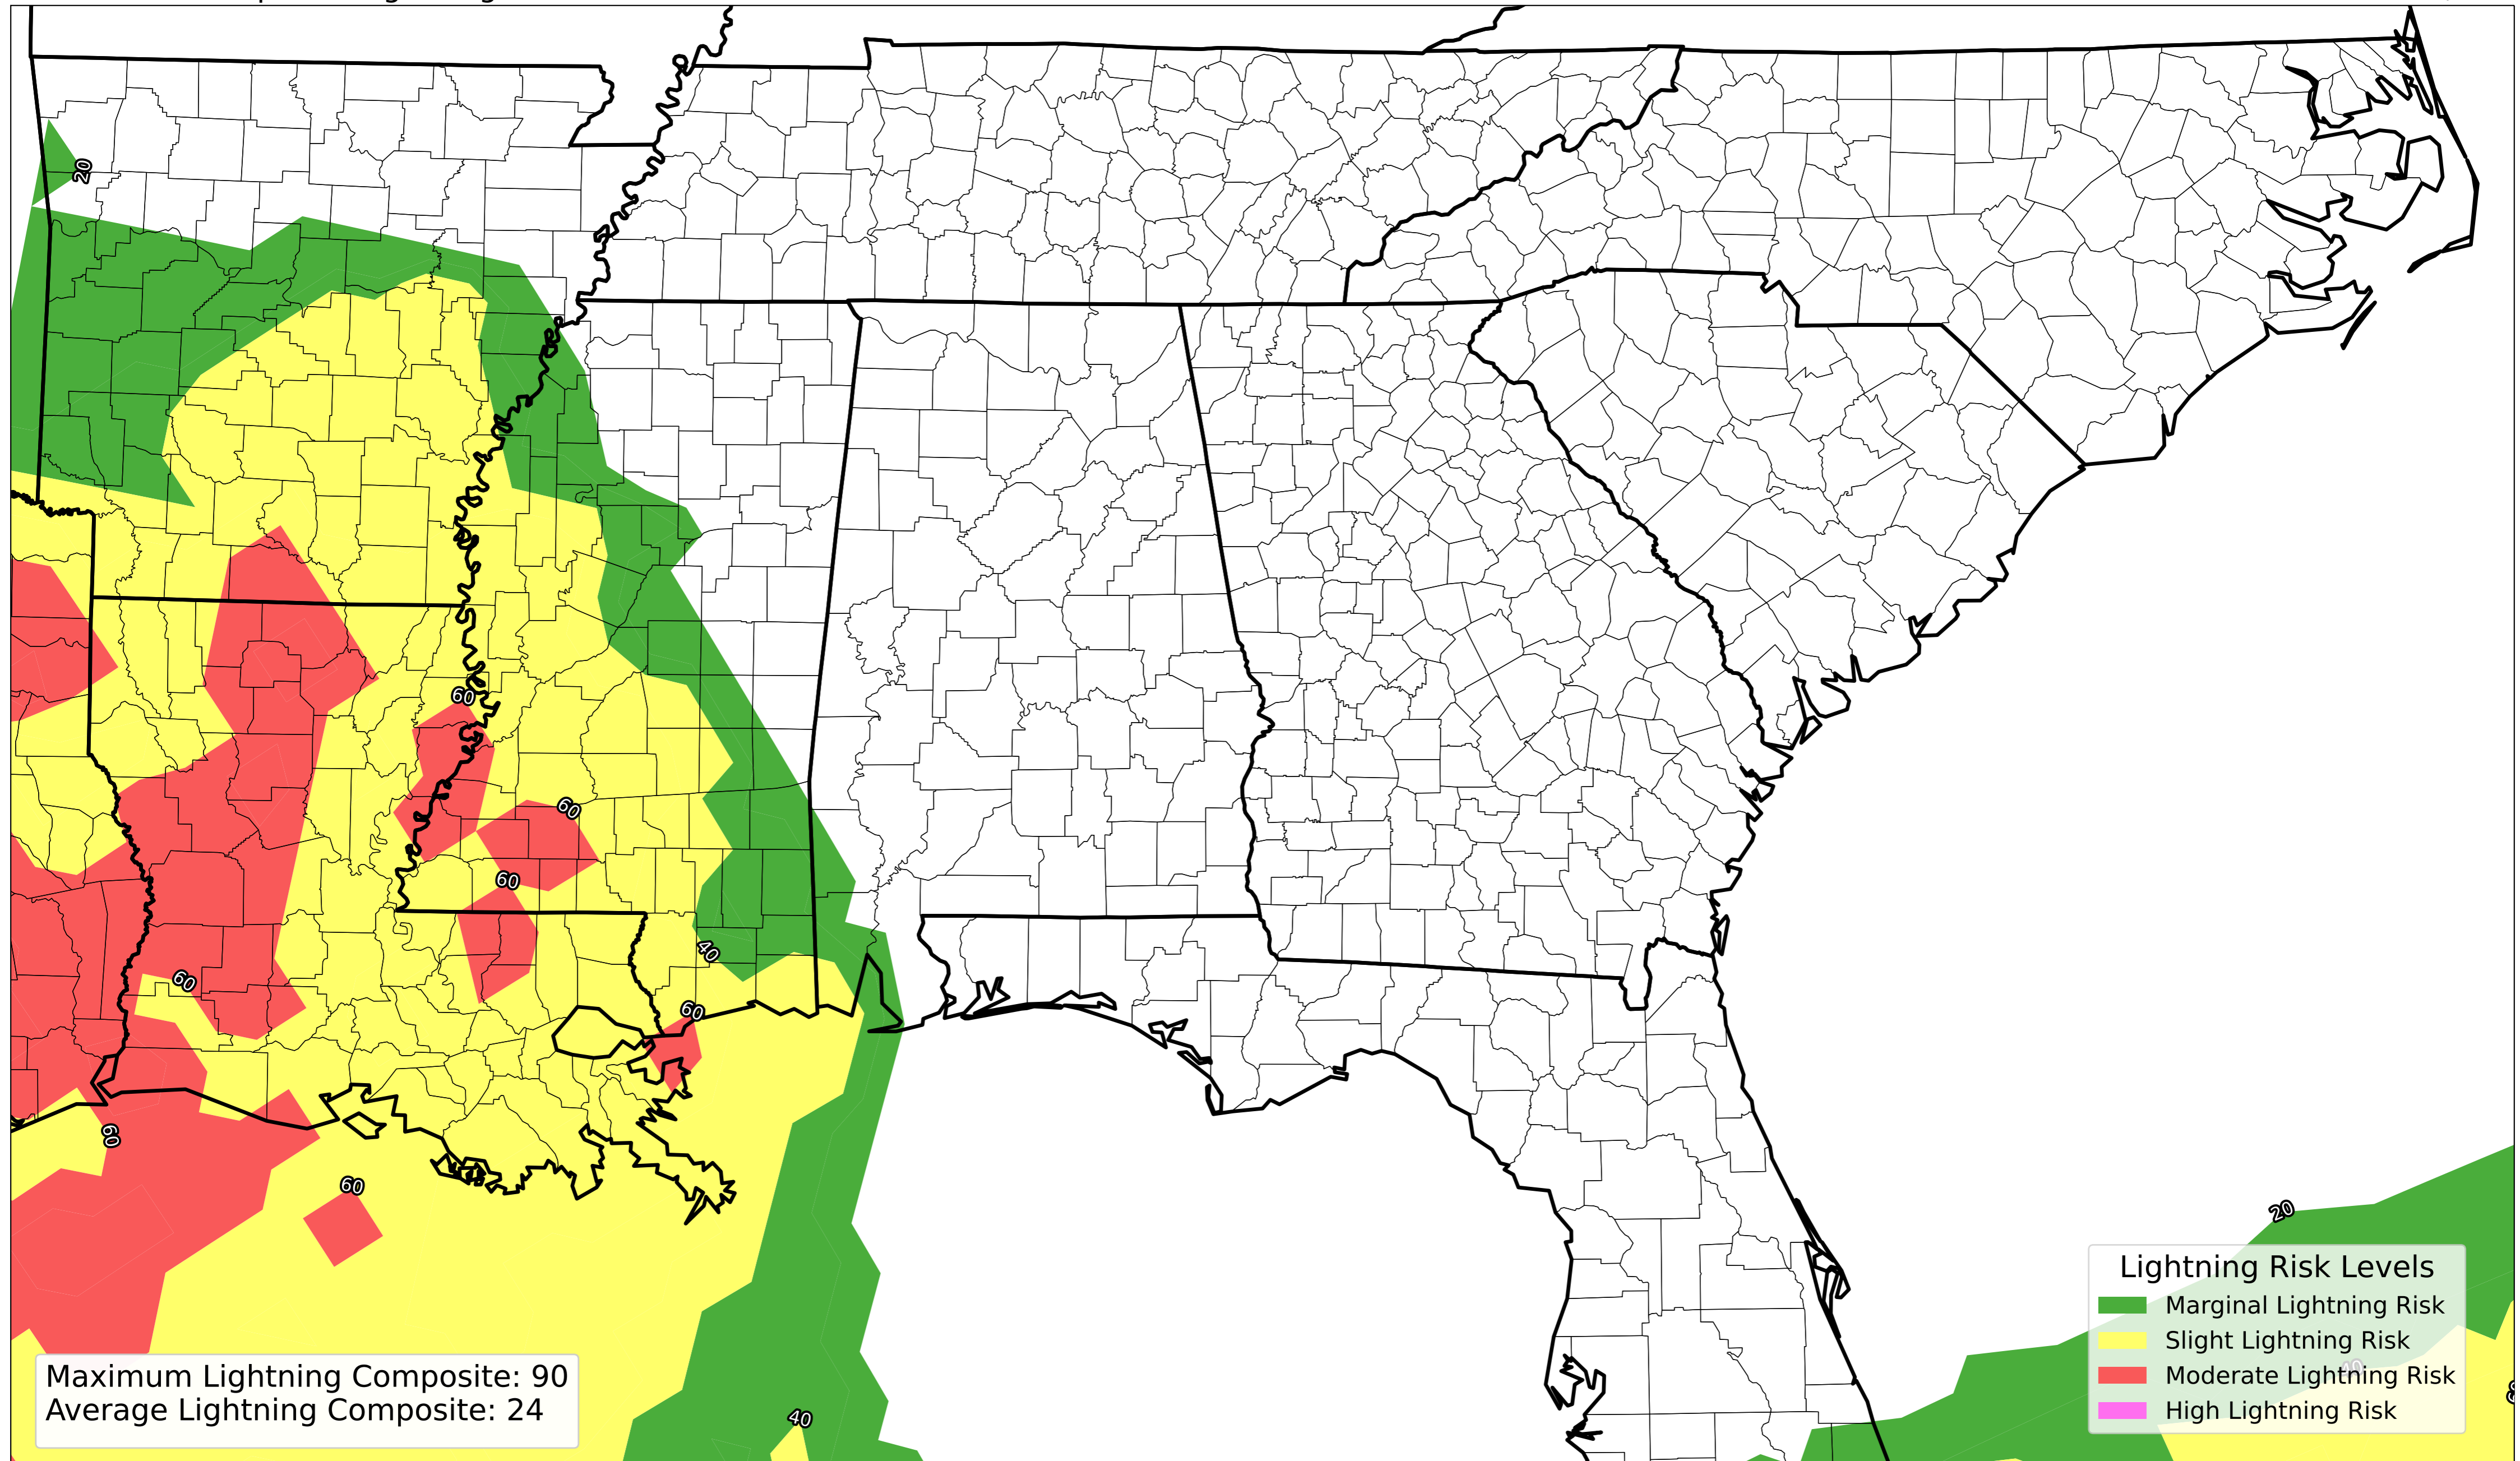 20
60
60
60
40
60
60
60
60
20
Lightning Risk Levels
Marginal Lightning Risk
Slight Lightning Risk
40
Moderate Lightning Risk
High Lightning Risk
Maximum Lightning Composite: 90
Average Lightning Composite: 24
40